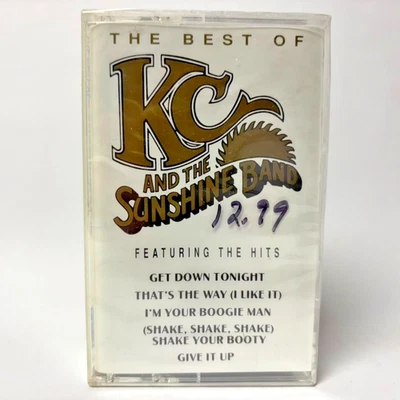 THE BEST OF
KC
AND THE
SUNSHINE BAND
12.99
FEATURING THE HITS
GET DOWN TONIGHT
THAT'S THE WAY (I LIKE IT)
I'M YOUR BOOGIE MAN
(SHAKE, SHAKE, SHAKE)
SHAKE YOUR BOOTY
GIVE IT UP